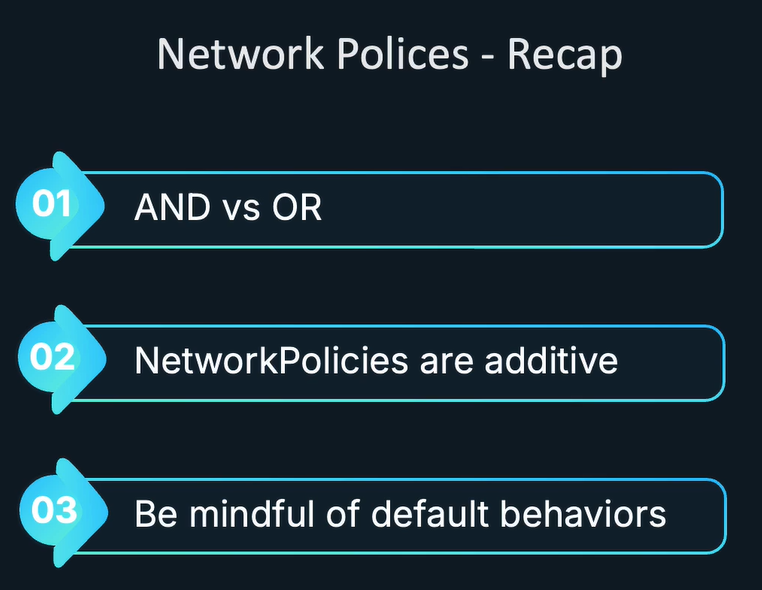 Network Polices - Recap
01 AND vs OR
02 NetworkPolicies are additive
03 Be mindful of default behaviors